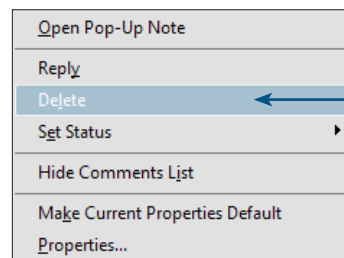 Open Pop-Up Note
Reply
Delete
Set Status
Hide Comments List
Make Current Properties Default
Properties...